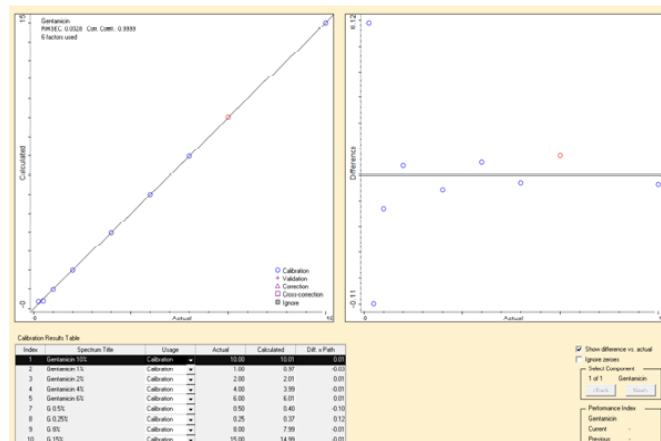 15
Gentamicin
RMSEC: 0.0928 Corr. Coeff.: 0.9999
6 factors used
Calculated
Calibration
Validation
Correction
Cross-correction
Ignore
-0
0
Actual
0.12
Difference
-0.11
0
Actual
Calibration Results Table
Index Spectrum Title Usage Actual Calculated Diff. x Path
1 Gentamicin 10% Calibration 10.00 10.01 0.01
2 Gentamicin 1% Calibration 1.00 0.97 -0.03
3 Gentamicin 2% Calibration 2.00 2.01 0.01
4 Gentamicin 4% Calibration 4.00 3.99 -0.01
5 Gentamicin 6% Calibration 6.00 6.01 0.01
7 G 0.5% Calibration 0.50 0.40 -0.10
8 G 0.25% Calibration 0.25 0.37 0.12
9 G 8% Calibration 8.00 7.99 -0.01
10 G 15% Calibration 15.00 14.99 -0.01
Show difference vs. actual
Ignore zeroes
Select Component
1 of 1 Gentamicin
Performance Index
Gentamicin
Current -
Previous -